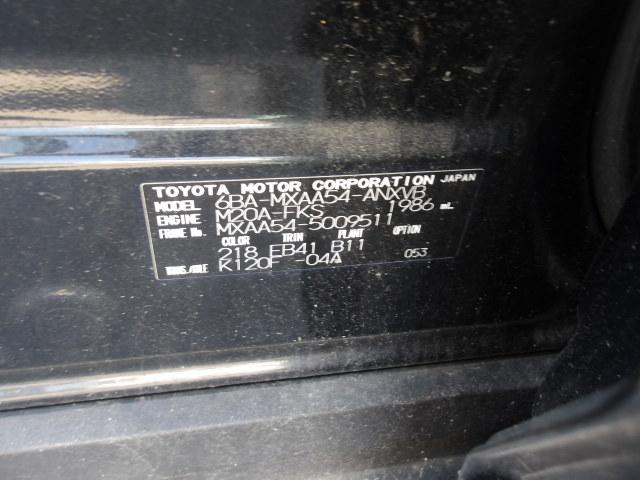 TOYOTA MOTOR CORPORATION JAPAN
MODEL 6BA-MXAA54-ANXVB
ENGINE M20A-FKS 1986 mL
FRAME No. MXAA54-5009511
COLOR TRIM PLANT OPTION
218 EB41 B11 053
TRANS./AXLE K120F -04A